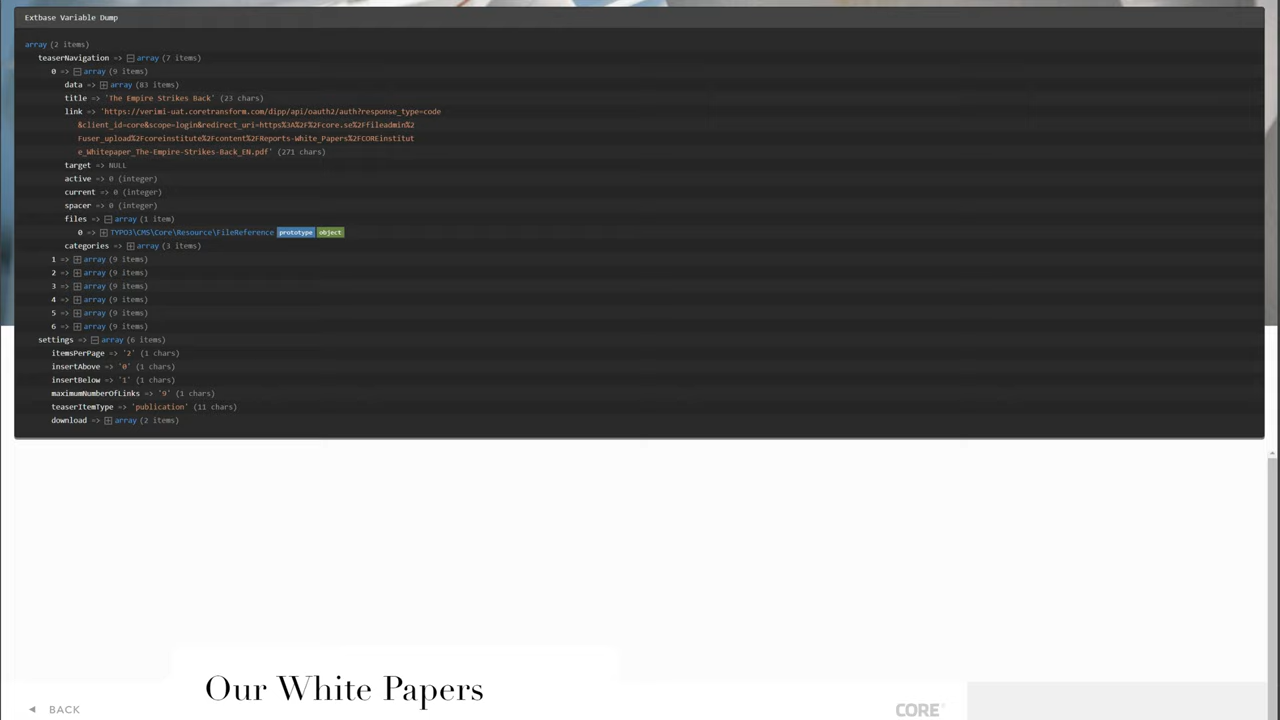 Extbase Variable Dump
array (2 items)
teaserNavigation => array (7 items)
0 => array (9 items)
data => array (83 items)
title => 'The Empire Strikes Back' (23 chars)
link => 'https://verimi-uat.coretransform.com/dipp/api/oauth2/auth?response_type=code
&client_id=core&scope=login&redirect_uri=https%3A%2F%2Fcore.se%2Ffileadmin%2
Fuser_upload%2Fcoreinstitute%2Fcontent%2FReports-White_Papers%2FCOREinstitut
e_Whitepaper_The-Empire-Strikes-Back_EN.pdf' (271 chars)
target => NULL
active => 0 (integer)
current => 0 (integer)
spacer => 0 (integer)
files => array (1 item)
0 => TYPO3\CMS\Core\Resource\FileReference prototype object
categories => array (3 items)
1 => array (9 items)
2 => array (9 items)
3 => array (9 items)
4 => array (9 items)
5 => array (9 items)
6 => array (9 items)
settings => array (6 items)
itemsPerPage => '2' (1 chars)
insertAbove => '0' (1 chars)
insertBelow => '1' (1 chars)
maximumNumberOfLinks => '9' (1 chars)
teaserItemType => 'publication' (11 chars)
download => array (2 items)
Our White Papers
BACK
CORE